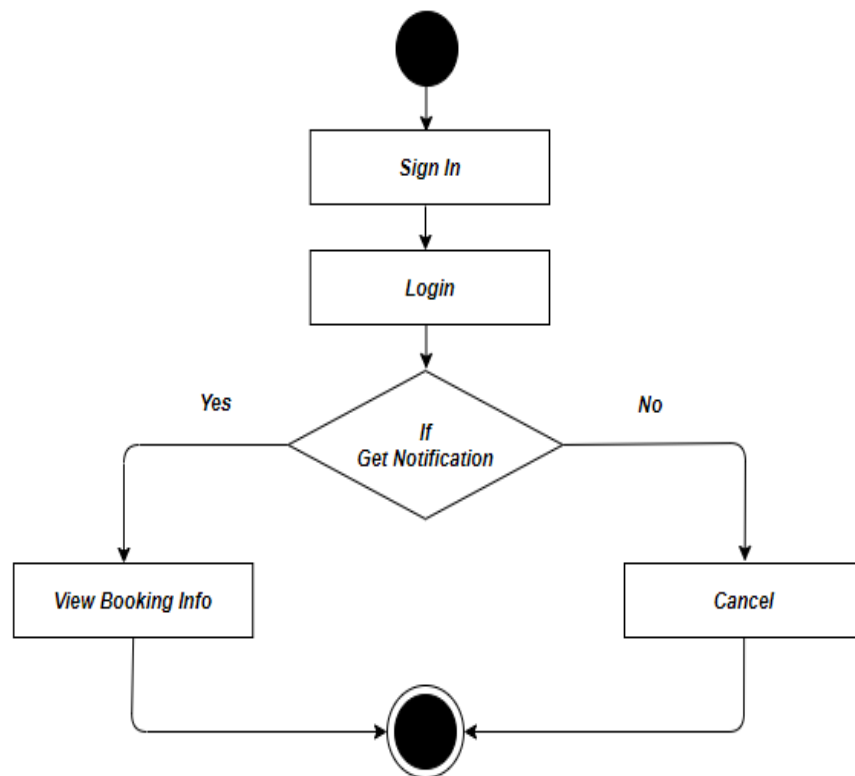 Sign In
Login
Yes
No
If
Get Notification
View Booking Info
Cancel